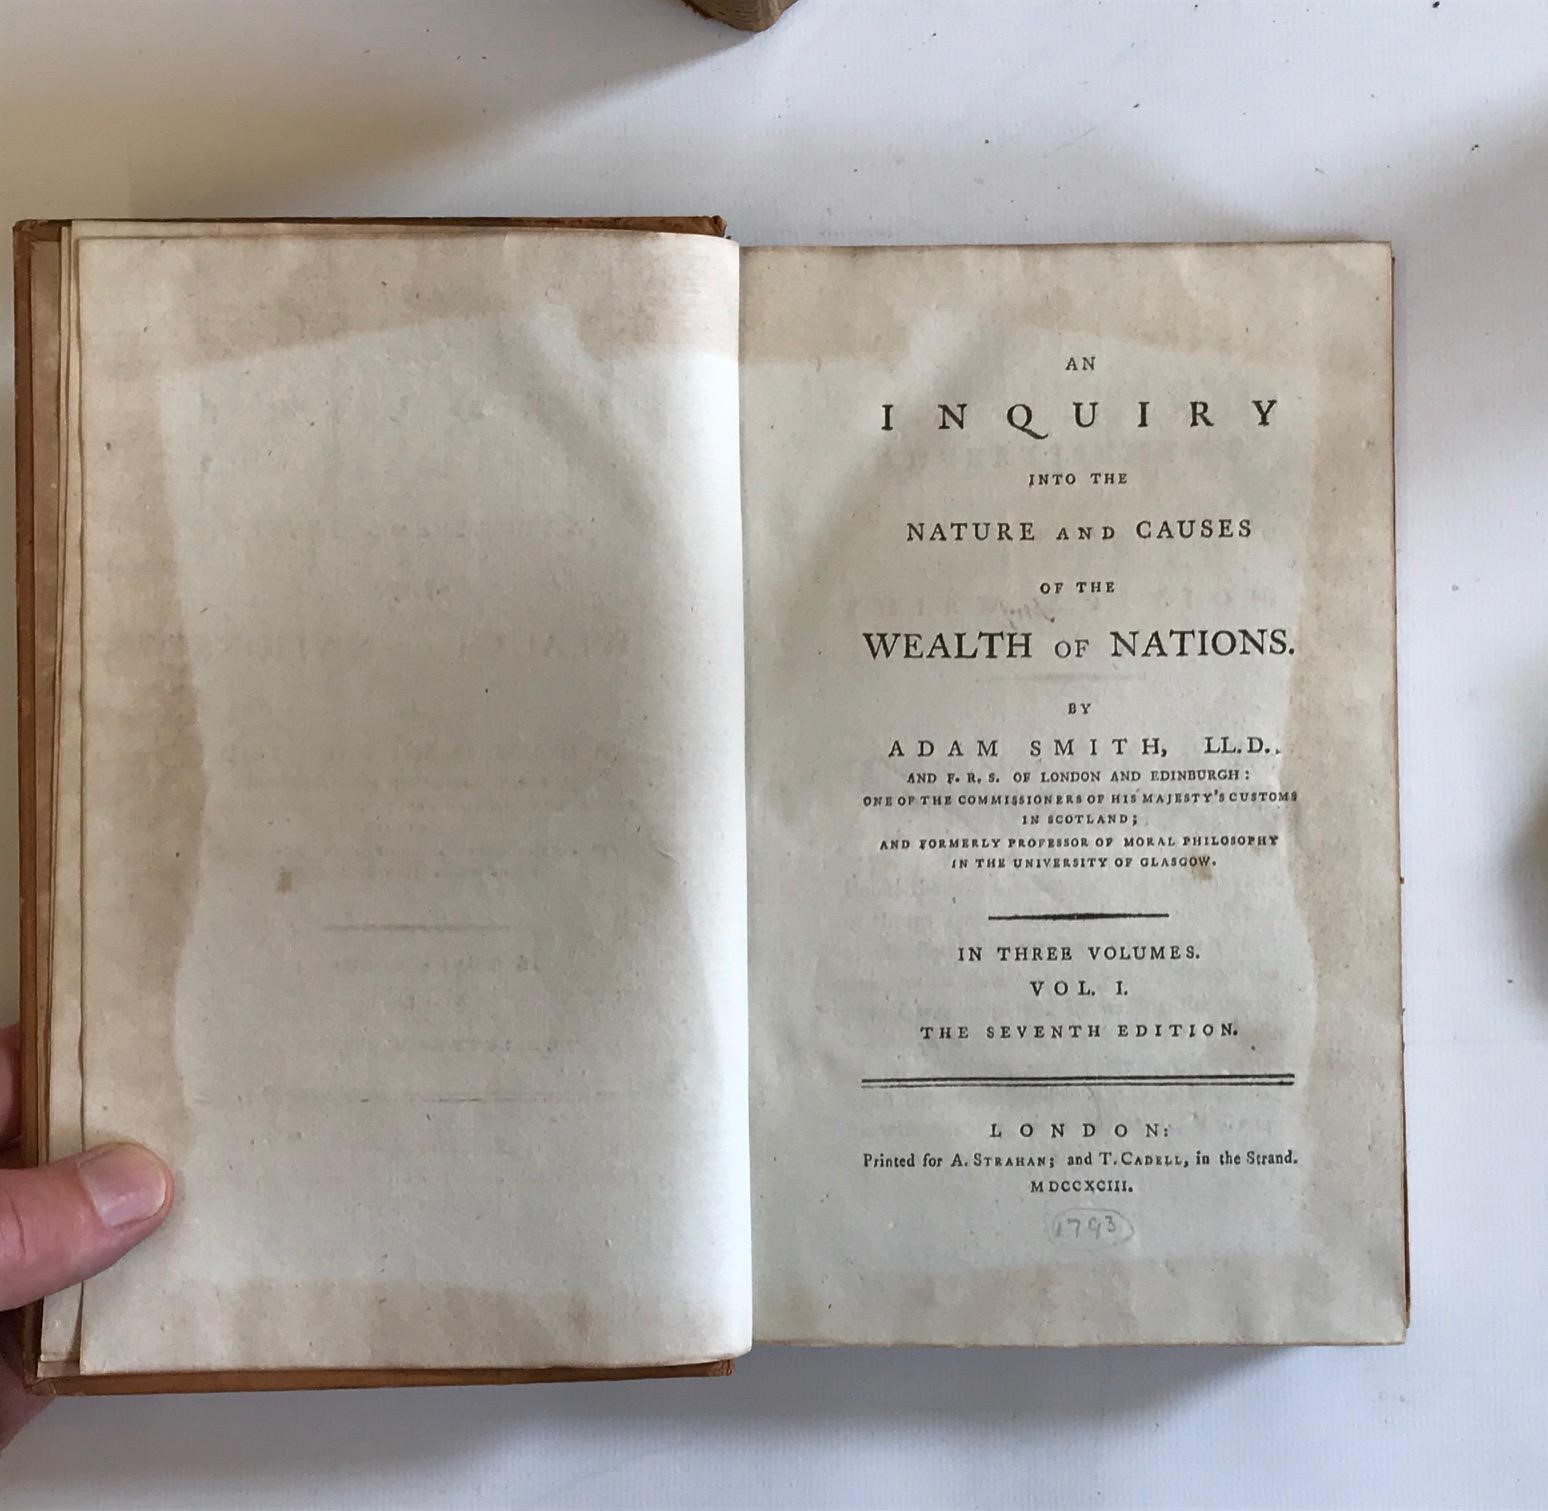 AN
INQUIRY
INTO THE
NATURE AND CAUSES
OF THE
WEALTH OF NATIONS.
BY
ADAM SMITH, LL.D.
AND F. R. S. OF LONDON AND EDINBURGH:
ONE OF THE COMMISSIONERS OF HIS MAJESTY'S CUSTOMS
IN SCOTLAND;
AND FORMERLY PROFESSOR OF MORAL PHILOSOPHY
IN THE UNIVERSITY OF GLASGOW.
IN THREE VOLUMES.
VOL. I.
THE SEVENTH EDITION.
LONDON:
Printed for A. STRAHAN; and T. CADELL, in the Strand.
MDCCXCIII.
1793